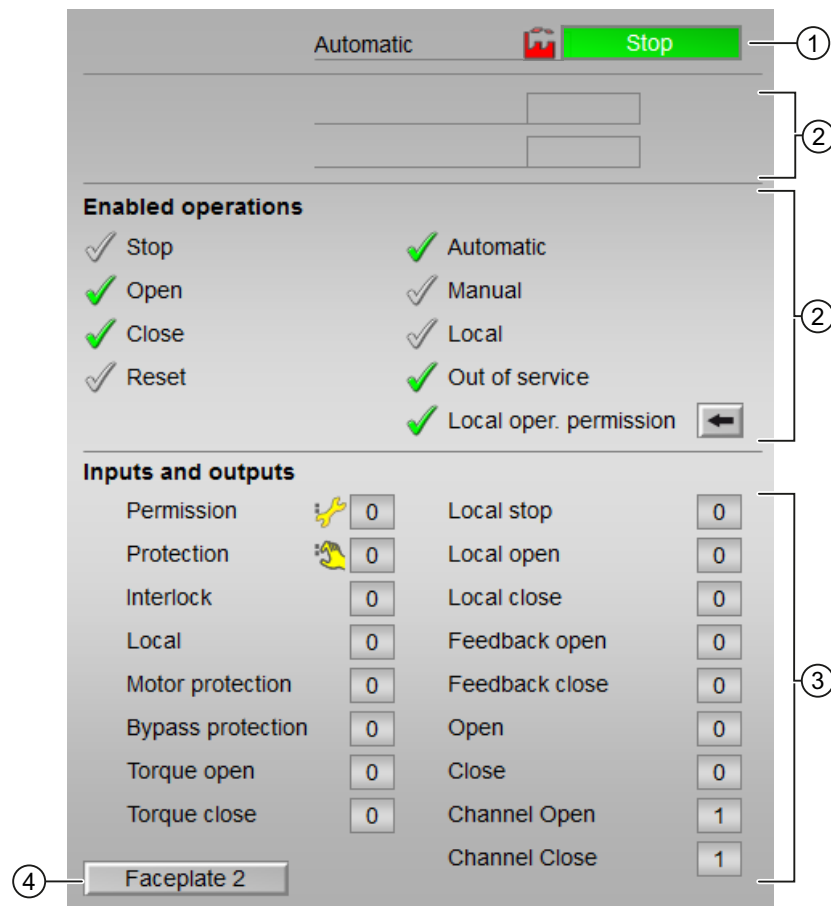 Automatic Stop 1
2
Enabled operations
Stop Automatic
Open Manual
2
Close Local
Reset Out of service
Local oper. permission
Inputs and outputs
Permission 0 Local stop 0
Protection 0 Local open 0
Interlock 0 Local close 0
Local 0 Feedback open 0
Motor protection 0 Feedback close 0
3
Bypass protection 0 Open 0
Torque open 0 Close 0
Torque close 0 Channel Open 1
Channel Close 1
4 Faceplate 2